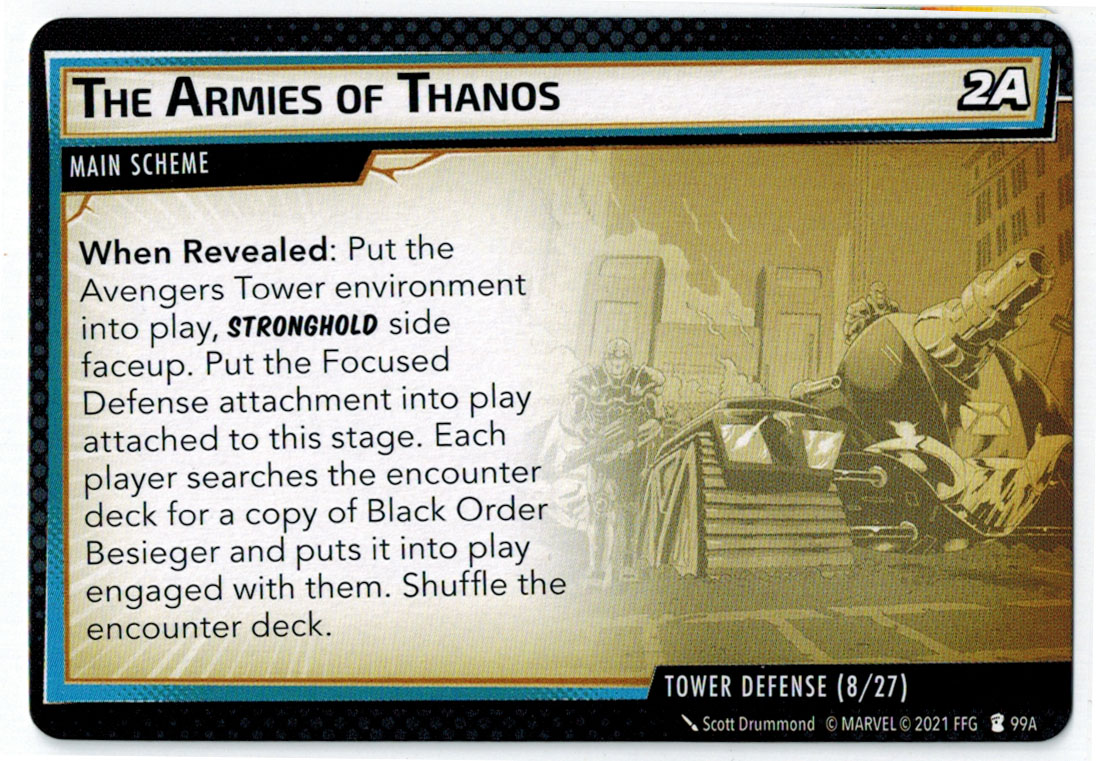 THE ARMIES OF THANOS
2A
MAIN SCHEME
When Revealed: Put the
Avengers Tower environment
into play, STRONGHOLD side
faceup. Put the Focused
Defense attachment into play
attached to this stage. Each
player searches the encounter
deck for a copy of Black Order
Besieger and puts it into play
engaged with them. Shuffle the
encounter deck.
TOWER DEFENSE (8/27)
Scott Drummond © MARVEL © 2021 FFG 99A